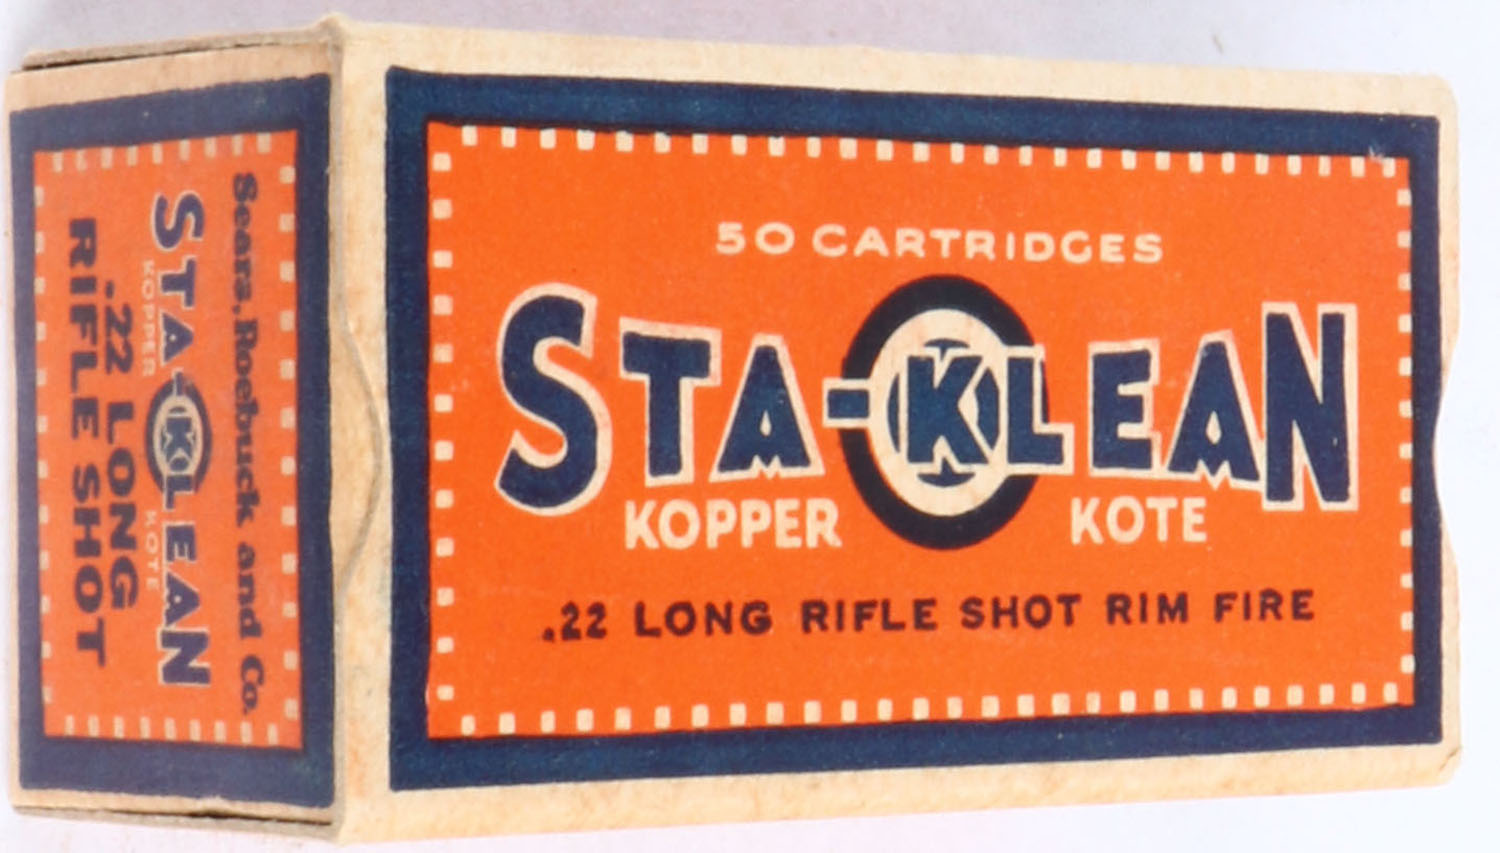 50 CARTRIDGES
STA-KLEAN
KOPPER KOTE
.22 LONG RIFLE SHOT RIM FIRE
Sears, Roebuck and Co.
STA-KLEAN
KOPPER KOTE
.22 LONG
RIFLE SHOT